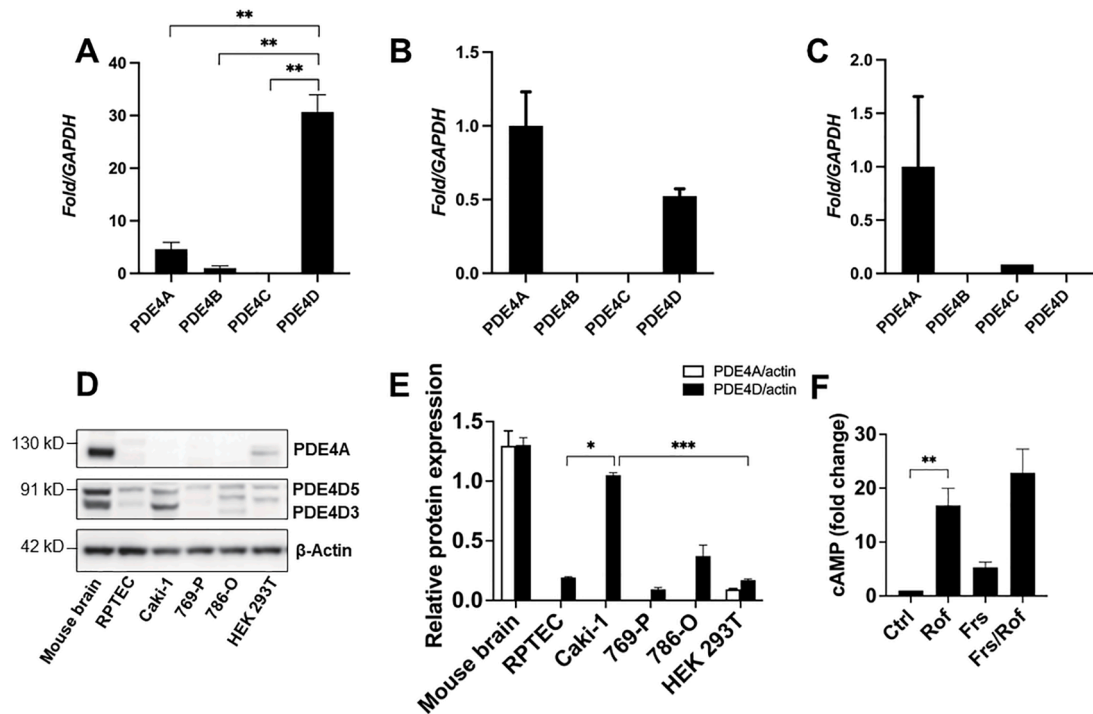 A
**
**
**
Fold/GAPDH
40
30
20
10
0
PDE4A
PDE4B
PDE4C
PDE4D
B
Fold/GAPDH
1.5
1.0
0.5
0.0
PDE4A
PDE4B
PDE4C
PDE4D
C
Fold/GAPDH
2.0
1.5
1.0
0.5
0.0
PDE4A
PDE4B
PDE4C
PDE4D
D
130 kD
PDE4A
91 kD
PDE4D5
PDE4D3
42 kD
β-Actin
Mouse brain
RPTEC
Caki-1
769-P
786-O
HEK 293T
E
PDE4A/actin
PDE4D/actin
Relative protein expression
1.5
1.0
0.5
0.0
*
***
Mouse brain
RPTEC
Caki-1
769-P
786-O
HEK 293T
F
cAMP (fold change)
30
20
10
0
**
Ctrl
Rof
Frs
Frs/Rof